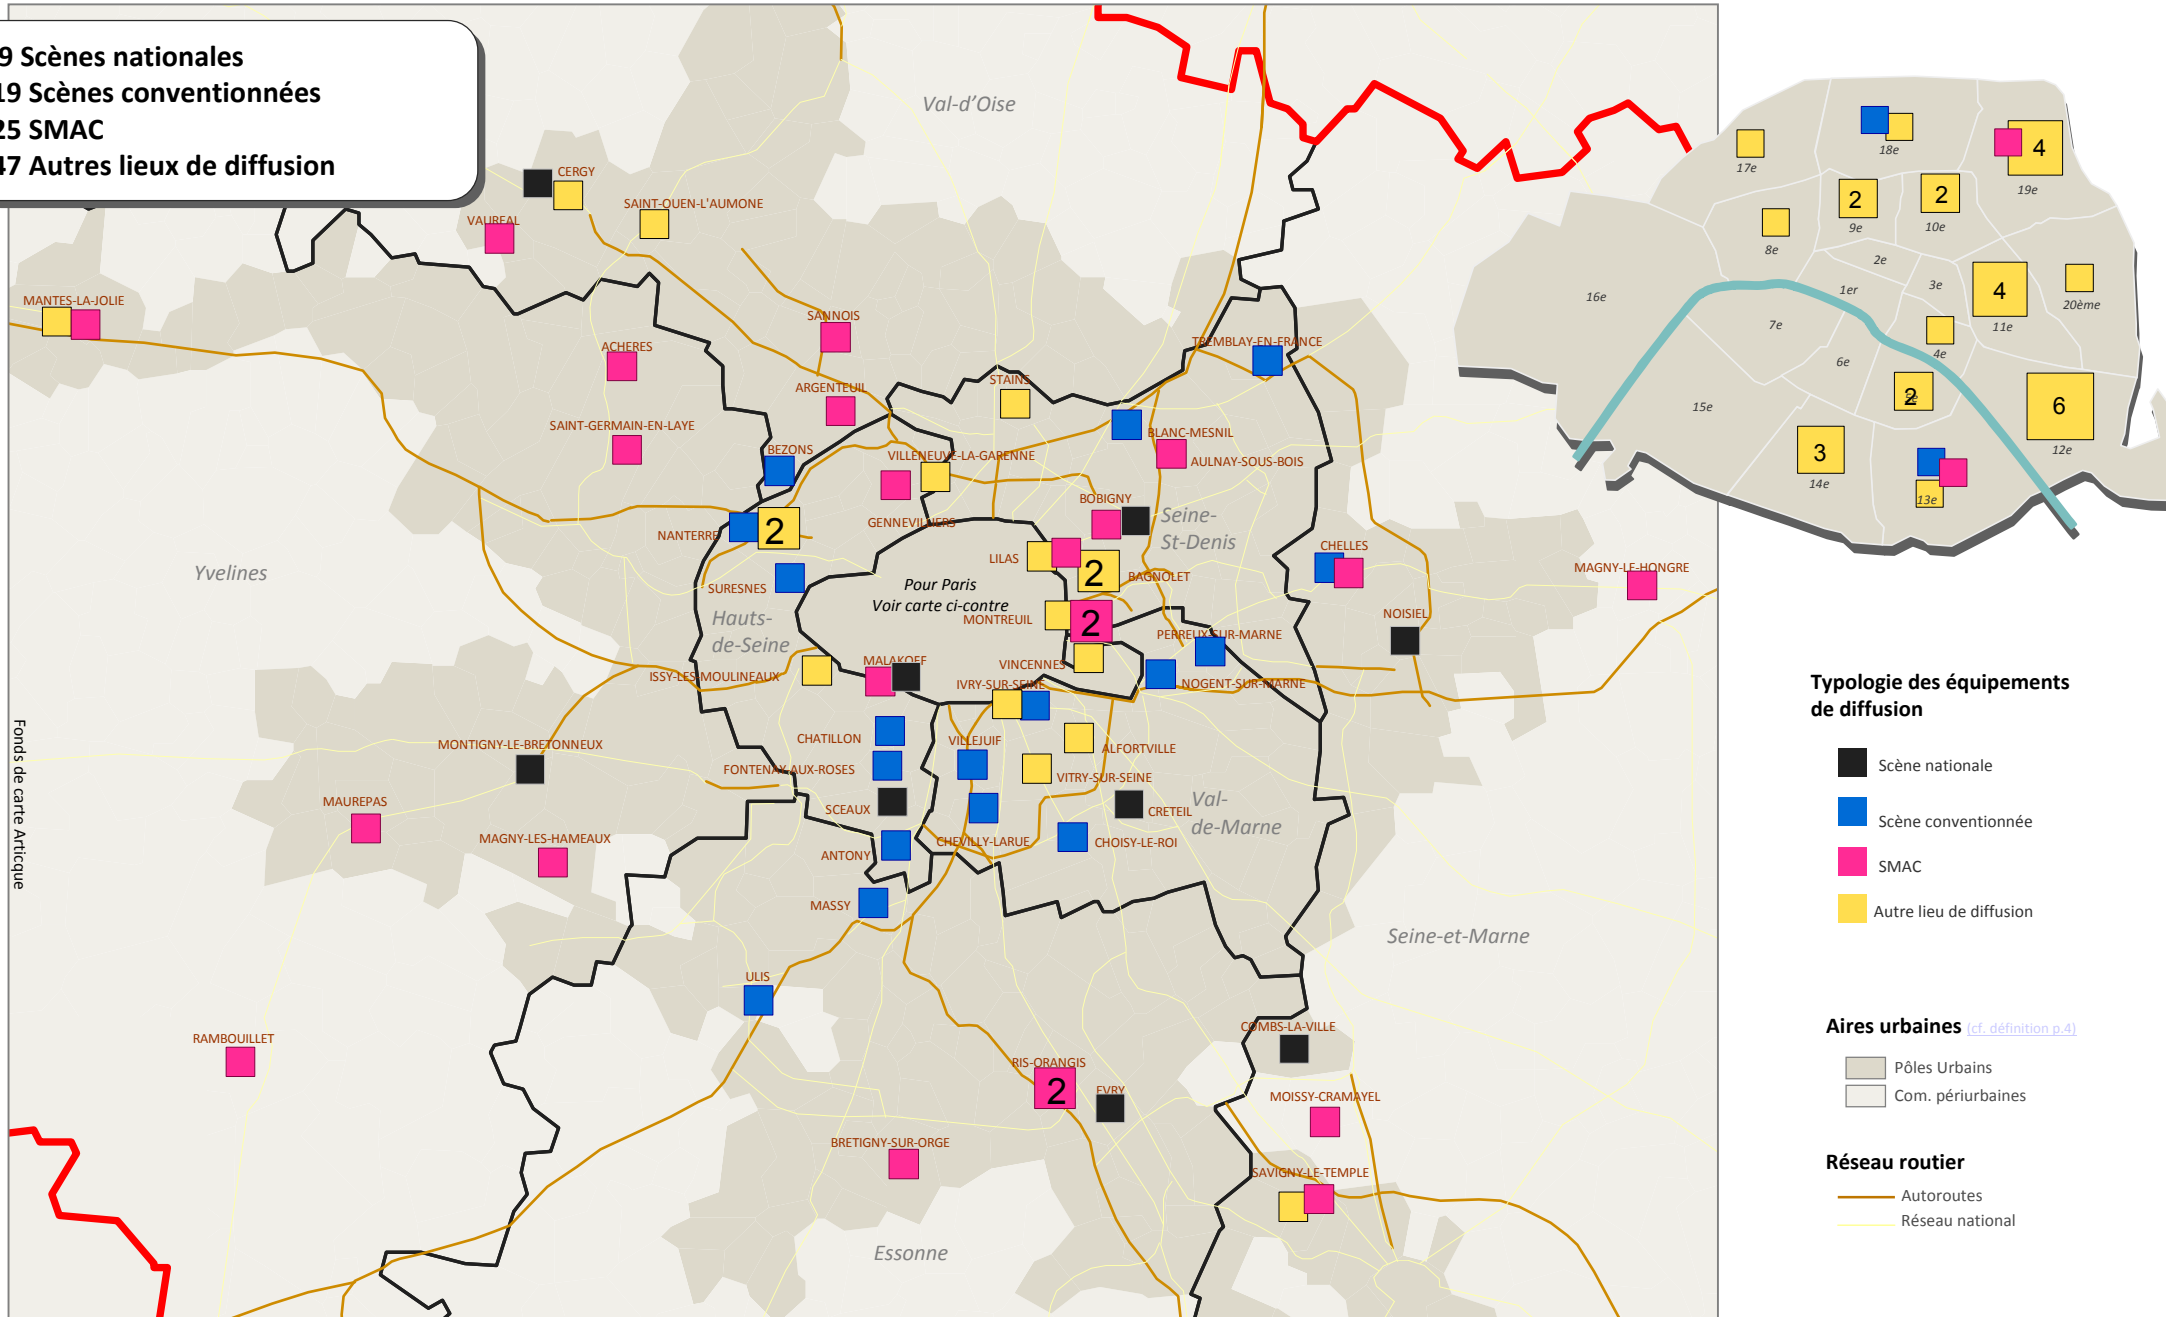 9 Scènes nationales
19 Scènes conventionnées
25 SMAC
47 Autres lieux de diffusion
Val-d'Oise
CERGY
SAINT-OUEN-L'AUMONE
VAUREAL
MANTES-LA-JOLIE
SANNOIS
ACHERES
TREMBLAY-EN-FRANCE
ARGENTEUIL
STAINS
SAINT-GERMAIN-EN-LAYE
BLANC-MESNIL
BEZONS
VILLENEUVE-LA-GARENNE
AULNAY-SOUS-BOIS
BOBIGNY
Seine-
St-Denis
GENNEVILLIERS
NANTERRE
2
LILAS
CHELLES
MAGNY-LE-HONGRE
Yvelines
2
BAGNOLET
Pour Paris
Voir carte ci-contre
SURESNES
Hauts-
de-Seine
MONTREUIL
2
NOISIEL
PERREUX-SUR-MARNE
MALAKOFF
VINCENNES
ISSY-LES-MOULINEAUX
IVRY-SUR-SEINE
NOGENT-SUR-MARNE
CHATILLON
VILLEJUIF
ALFORTVILLE
MONTIGNY-LE-BRETONNEUX
FONTENAY-AUX-ROSES
VITRY-SUR-SEINE
MAUREPAS
SCEAUX
CRETEIL
Val-
de-Marne
MAGNY-LES-HAMEAUX
ANTONY
CHEVILLY-LARUE
CHOISY-LE-ROI
MASSY
Seine-et-Marne
ULIS
RAMBOUILLET
COMBS-LA-VILLE
RIS-ORANGIS
2
EVRY
MOISSY-CRAMAYEL
BRETIGNY-SUR-ORGE
SAVIGNY-LE-TEMPLE
Essonne
Fonds de carte Articque
17e
18e
4
19e
2
9e
2
10e
8e
2e
16e
1er
3e
4
11e
20ème
7e
4e
6e
2
5e
15e
6
12e
3
14e
13e
Typologie des équipements
de diffusion
Scène nationale
Scène conventionnée
SMAC
Autre lieu de diffusion
Aires urbaines (cf. définition p.4)
Pôles Urbains
Com. périurbaines
Réseau routier
Autoroutes
Réseau national